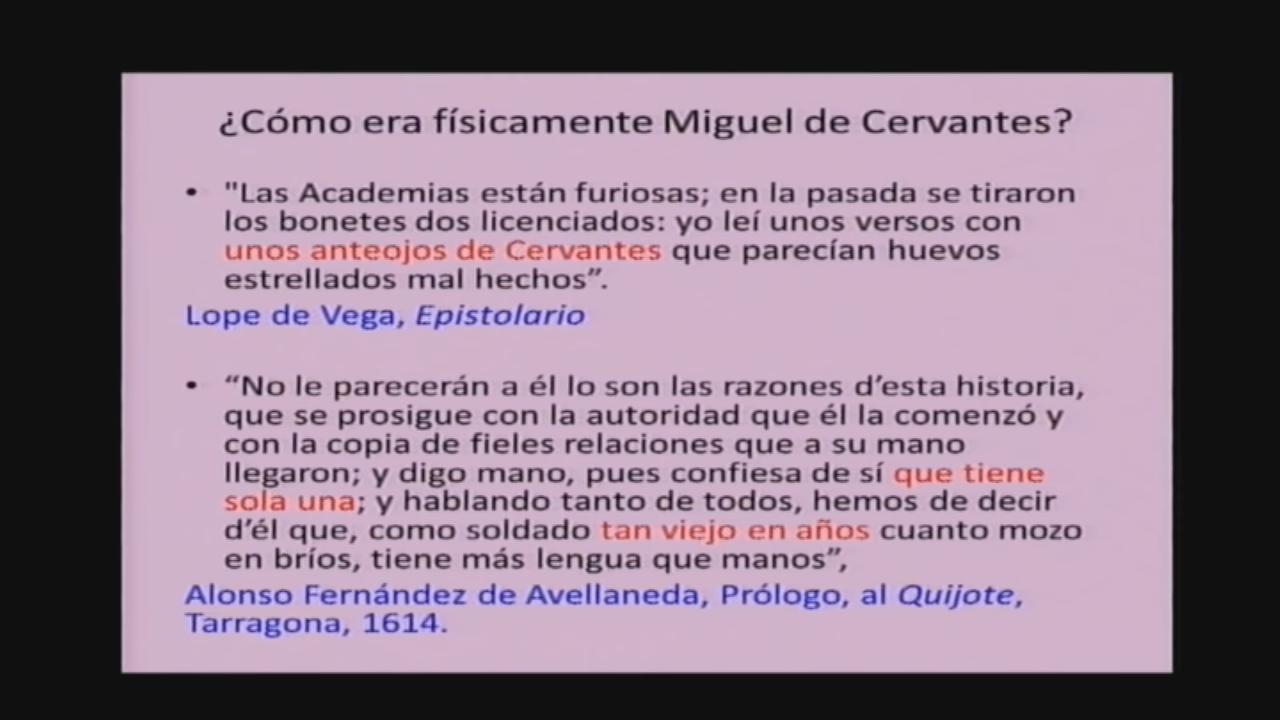 ¿Cómo era físicamente Miguel de Cervantes?
• "Las Academias están furiosas; en la pasada se tiraron
los bonetes dos licenciados: yo leí unos versos con
unos anteojos de Cervantes que parecían huevos
estrellados mal hechos”.
Lope de Vega, Epistolario
• “No le parecerán a él lo son las razones d’esta historia,
que se prosigue con la autoridad que él la comenzó y
con la copia de fieles relaciones que a su mano
llegaron; y digo mano, pues confiesa de sí que tiene
sola una; y hablando tanto de todos, hemos de decir
d’él que, como soldado tan viejo en años cuanto mozo
en bríos, tiene más lengua que manos”,
Alonso Fernández de Avellaneda, Prólogo, al Quijote,
Tarragona, 1614.